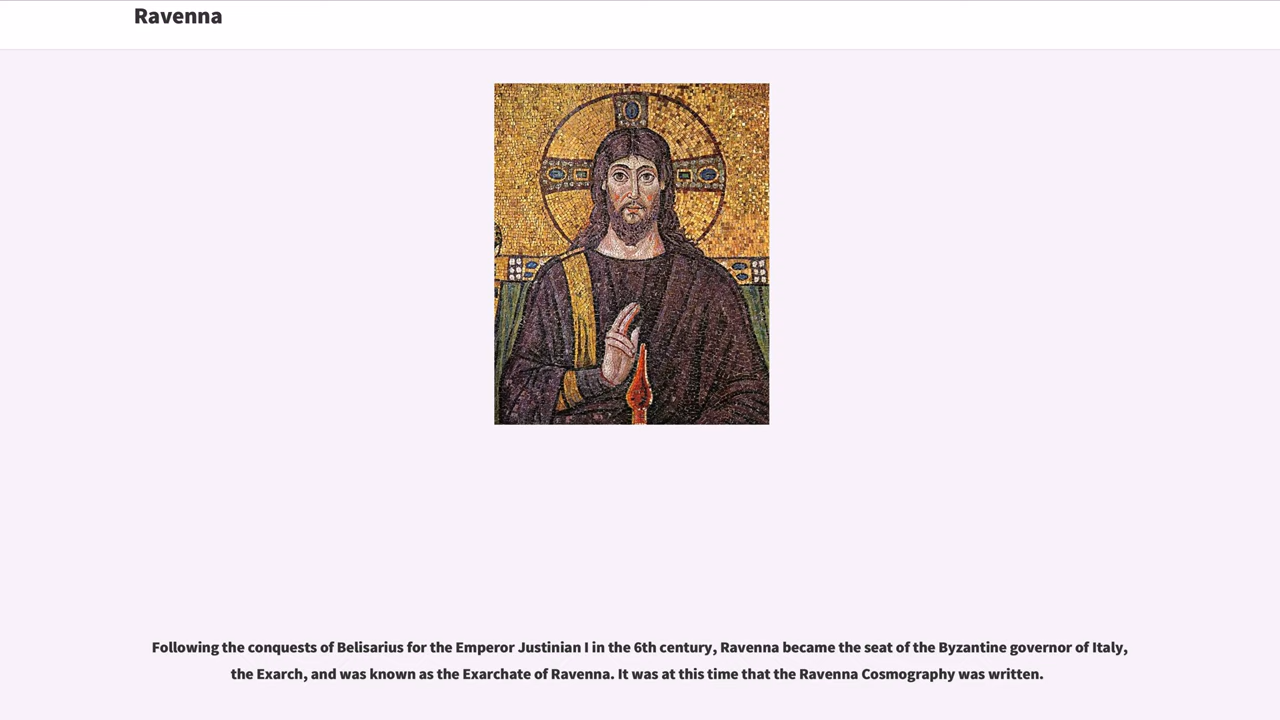 Ravenna
Following the conquests of Belisarius for the Emperor Justinian I in the 6th century, Ravenna became the seat of the Byzantine governor of Italy,
the Exarch, and was known as the Exarchate of Ravenna. It was at this time that the Ravenna Cosmography was written.